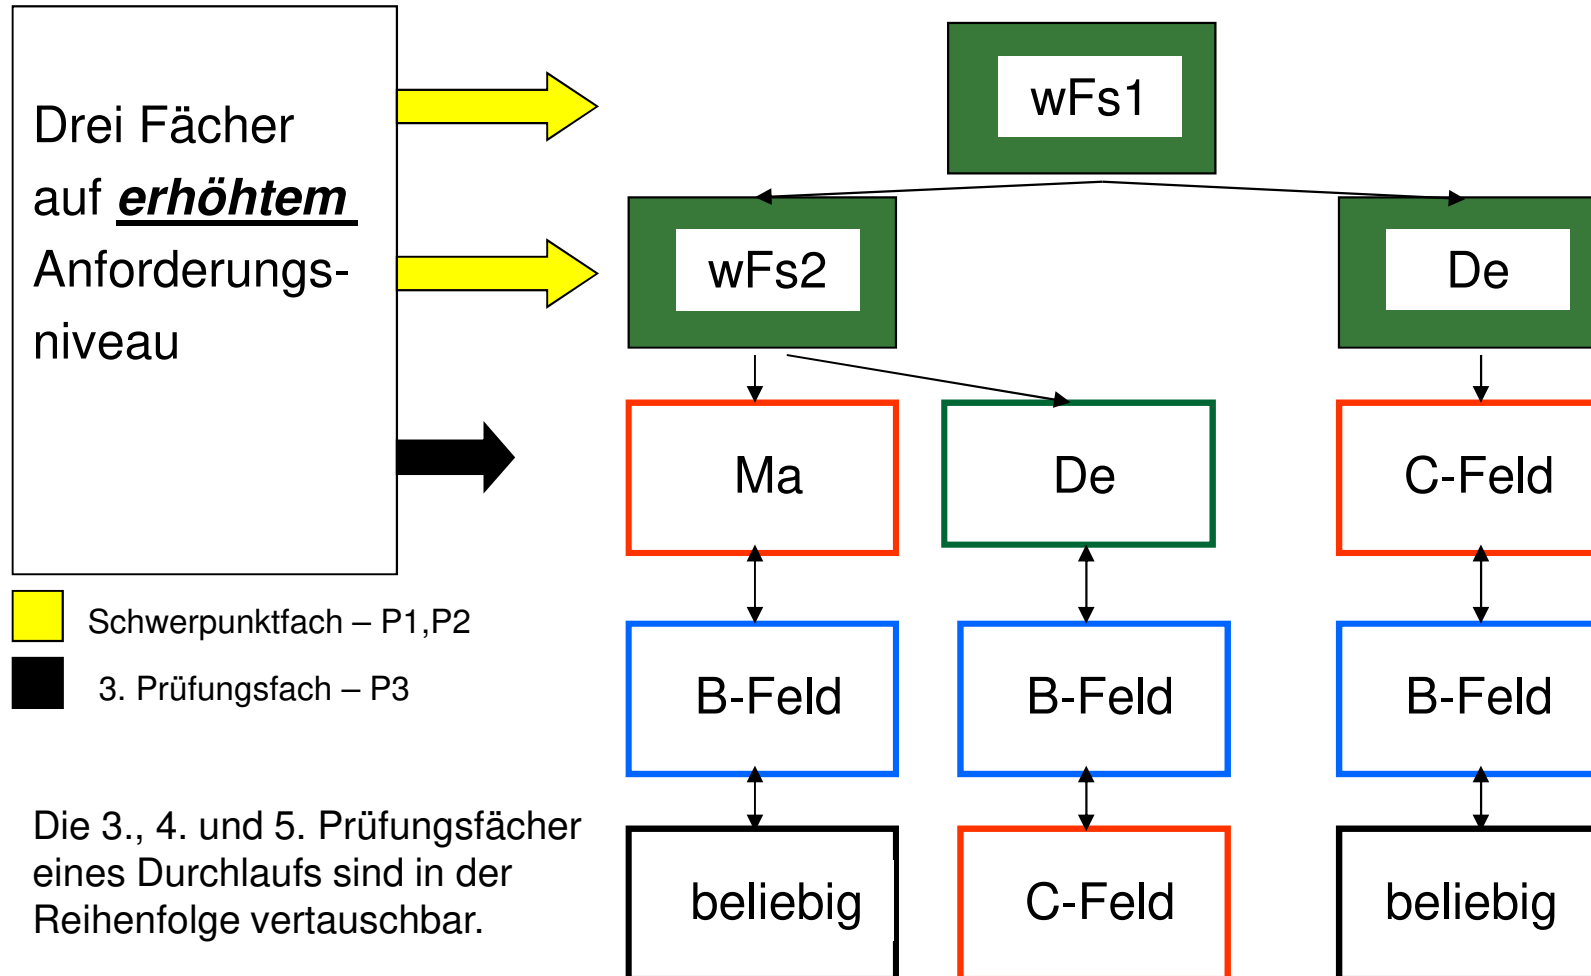 Drei Fächer
auf erhöhtem
Anforderungs-
niveau
wFs1
wFs2
De
Ma
De
C-Feld
Schwerpunktfach – P1,P2
3. Prüfungsfach – P3
B-Feld
B-Feld
B-Feld
Die 3., 4. und 5. Prüfungsfächer
eines Durchlaufs sind in der
Reihenfolge vertauschbar.
beliebig
C-Feld
beliebig